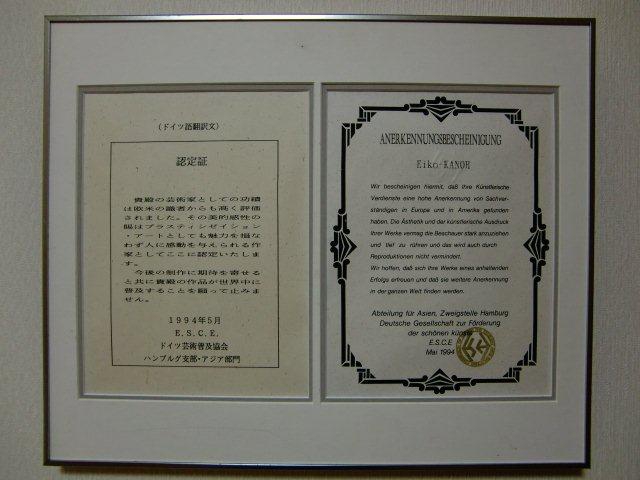 (ドイツ語翻訳文)
認定証
貴殿の芸術家としての功績
は欧米の識者からも高く評価
されました。その美的感性の
賜はプラスティンゼイション
・アートとしても魅力を損な
わず人に感動を与えられる作
家としてここに認定いたしま
す。
今後の制作に期待を寄せる
と共に貴殿の作品が世界中に
普及することを願って止みま
せん。
1994年5月
E.S.C.E.
ドイツ芸術普及協会
ハンブルグ支部・アジア部門
ANERKENNUNGSBESCHEINIGUNG
Eiko-KANOH
Wir bescheinigen hiermit, daß Ihre Künstlerische
Verdienste eine hohe Anerkennung von Sachver-
ständigen in Europa und in Amerika gefunden
haben. Die Ästhetik und der künstlerische Ausdruck
Ihrer Werke vermag die Beschauer stark anzuziehen
und tief zu rühren und das wird auch durch
Reproduktionen nicht vermindert.
Wir hoffen, daß sich Ihre Werke eines anhaltenden
Erfolgs erfreuen und daß sie weitere Anerkennung
in der ganzen Welt finden werden.
Abteilung für Asien, Zweigstelle Hamburg
Deutsche Gesellschaft zur Förderung
der schönen künste
E.S.C.E
Mai 1994